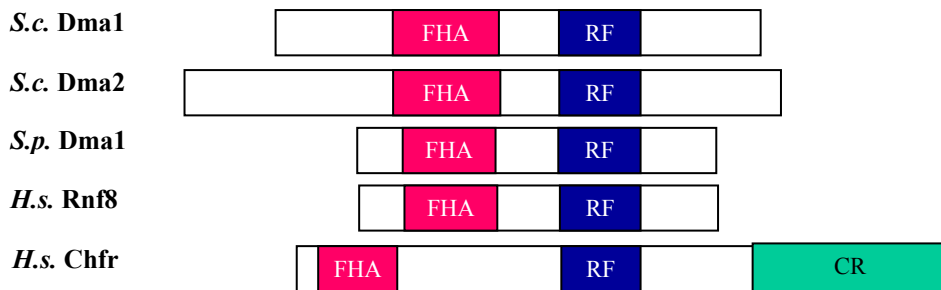 S.c. Dma1 FHA RF
S.c. Dma2 FHA RF
S.p. Dma1 FHA RF
H.s. Rnf8 FHA RF
H.s. Chfr FHA RF CR